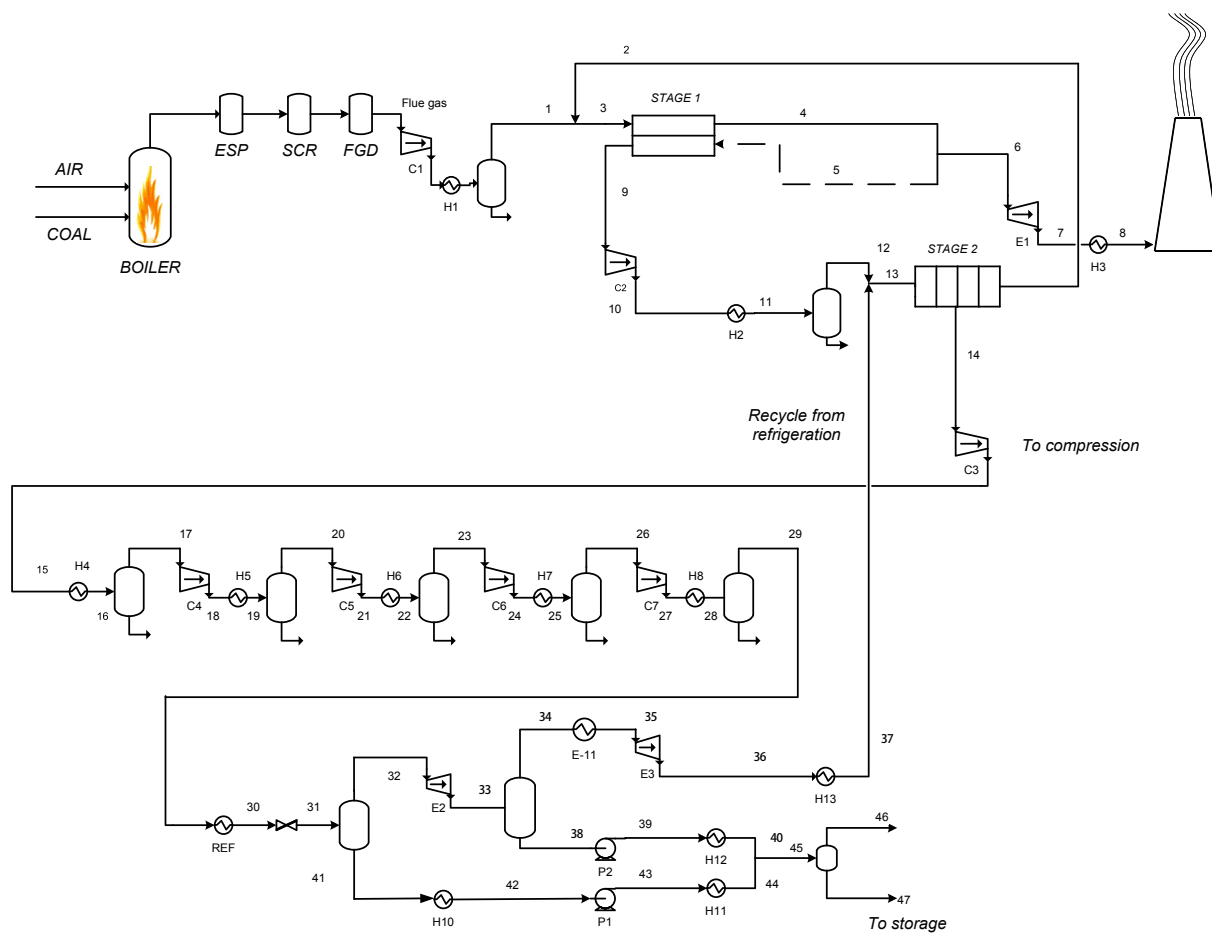 2
STAGE 1
Flue gas
1
3
4
ESP
SCR
FGD
C1
AIR
H1
5
6
9
COAL
BOILER
E1
7
8
H3
12
STAGE 2
13
C2
10
11
H2
14
Recycle from
refrigeration
To compression
C3
17
20
23
26
29
15
H4
H5
H6
H7
H8
16
C4
18
19
C5
21
22
C6
24
25
C7
27
28
34
35
37
E-11
36
E3
32
33
E2
H13
30
31
REF
38
39
40
46
P2
H12
45
41
42
43
44
H10
P1
H11
47
To storage